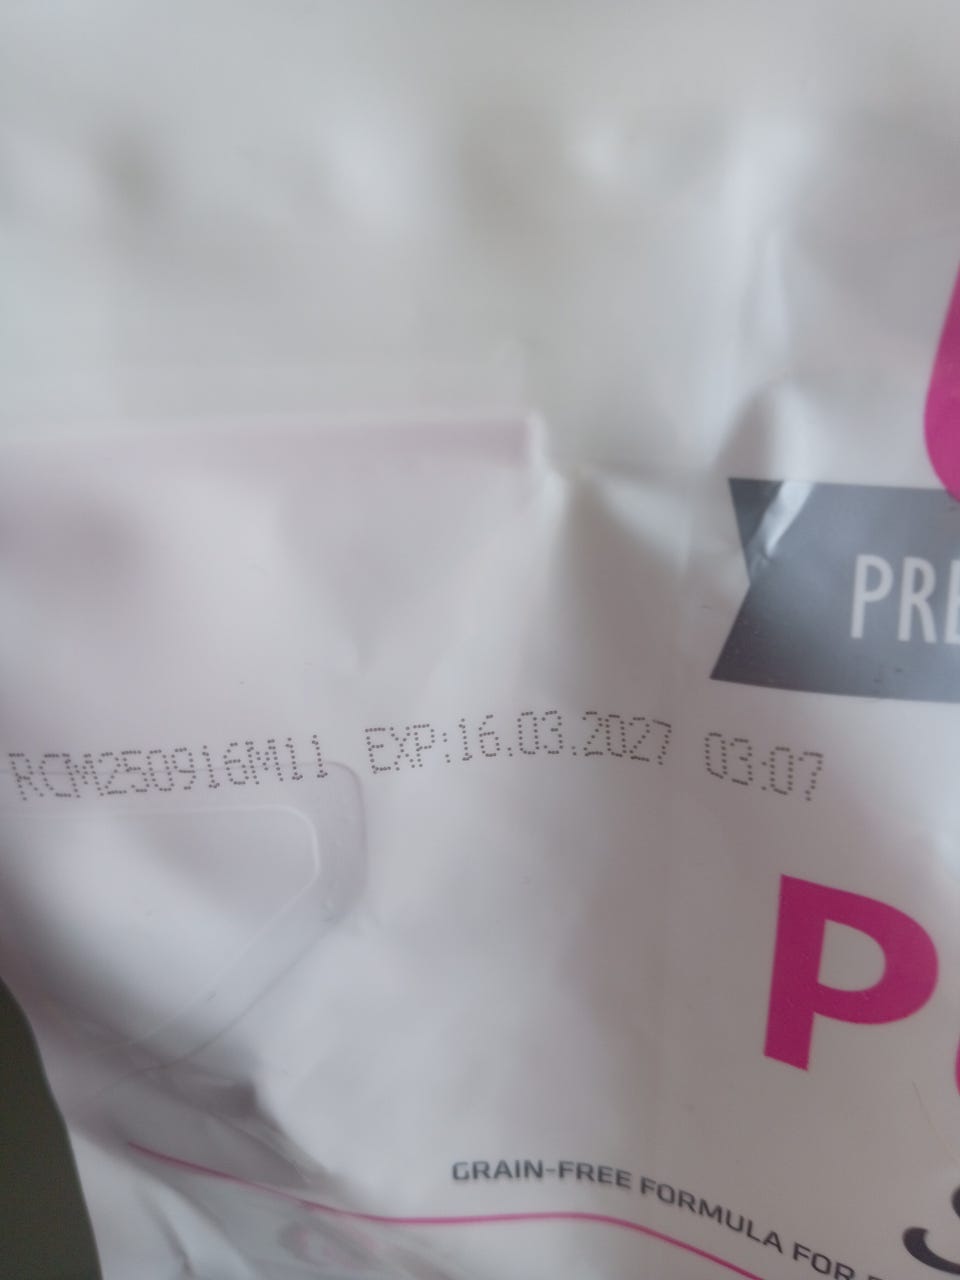 PRE
RCM250916M11 EXP:16.03.2027 03:07
P
GRAIN-FREE FORMULA FOR